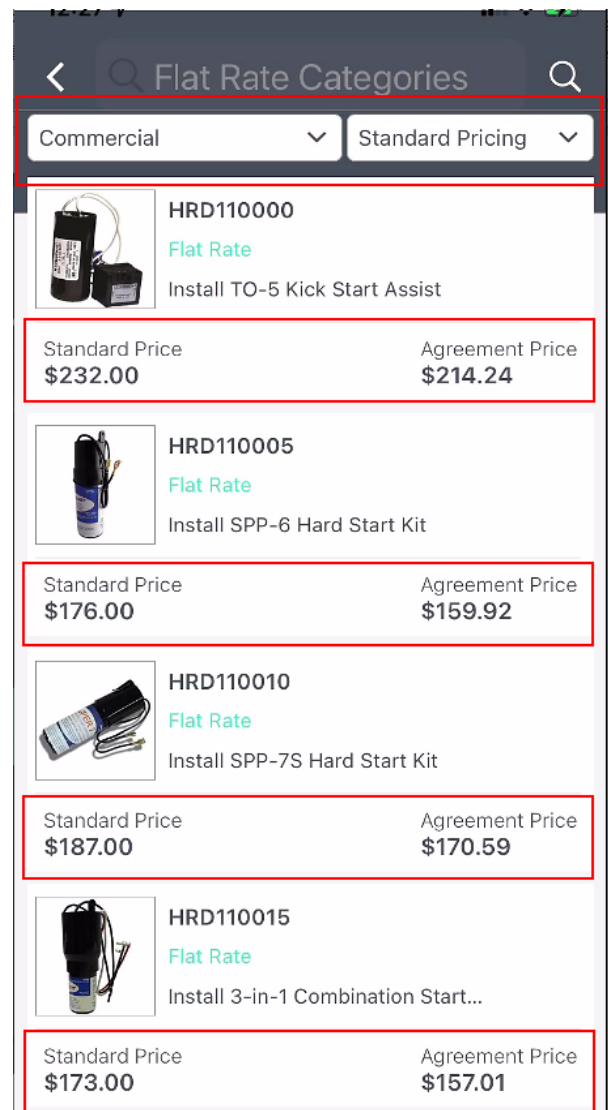 12:27
Flat Rate Categories
Commercial
Standard Pricing
HRD110000
Flat Rate
Install TO-5 Kick Start Assist
Standard Price
Agreement Price
$232.00
$214.24
HRD110005
Flat Rate
Install SPP-6 Hard Start Kit
Standard Price
Agreement Price
$176.00
$159.92
HRD110010
Flat Rate
Install SPP-7S Hard Start Kit
Standard Price
Agreement Price
$187.00
$170.59
HRD110015
Flat Rate
Install 3-in-1 Combination Start...
Standard Price
Agreement Price
$173.00
$157.01